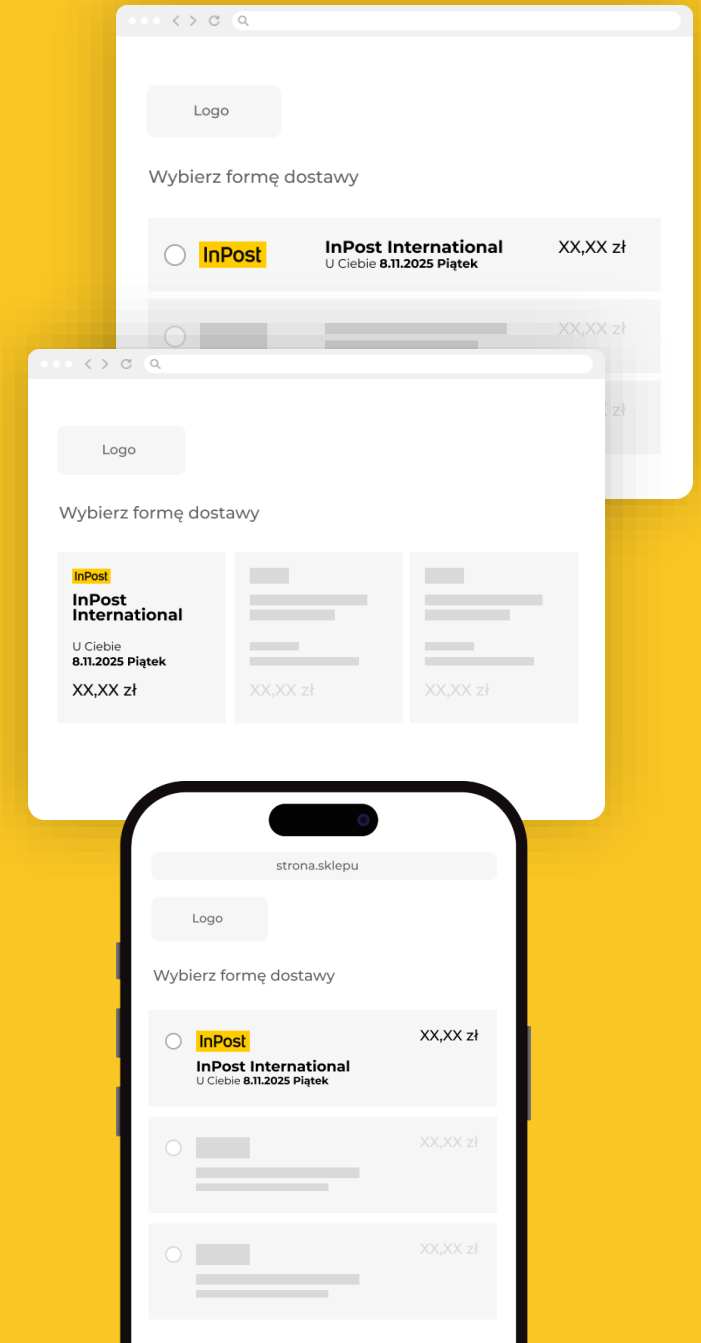 Logo
Wybierz formę dostawy
InPost
InPost International
XX,XX zł
U Ciebie 8.11.2025 Piątek
XX,XX zł
zł
Logo
Wybierz formę dostawy
InPost
InPost
International
U Ciebie
8.11.2025 Piątek
XX,XX zł
XX,XX zł
XX,XX zł
strona.sklepu
Logo
Wybierz formę dostawy
InPost
XX,XX zł
InPost International
U Ciebie 8.11.2025 Piątek
XX,XX zł
XX,XX zł